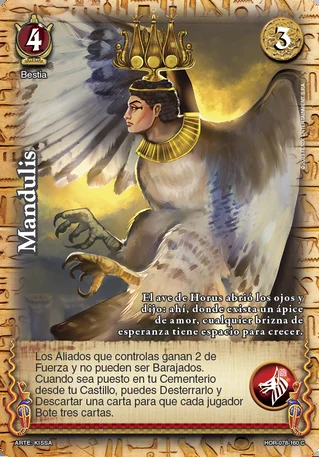 4
3
Bestia
Mandulis
El ave de Horus abrió los ojos y
dijo: ahí, donde exista un ápice
de amor, cualquier brizna de
esperanza tiene espacio para crecer.
Los Aliados que controlas ganan 2 de
Fuerza y no pueden ser Barajados.
Cuando sea puesto en tu Cementerio
desde tu Castillo, puedes Desterrarlo y
Descartar una carta para que cada jugador
Bote tres cartas.
ARTE: KISSA
HOR-078-160 C